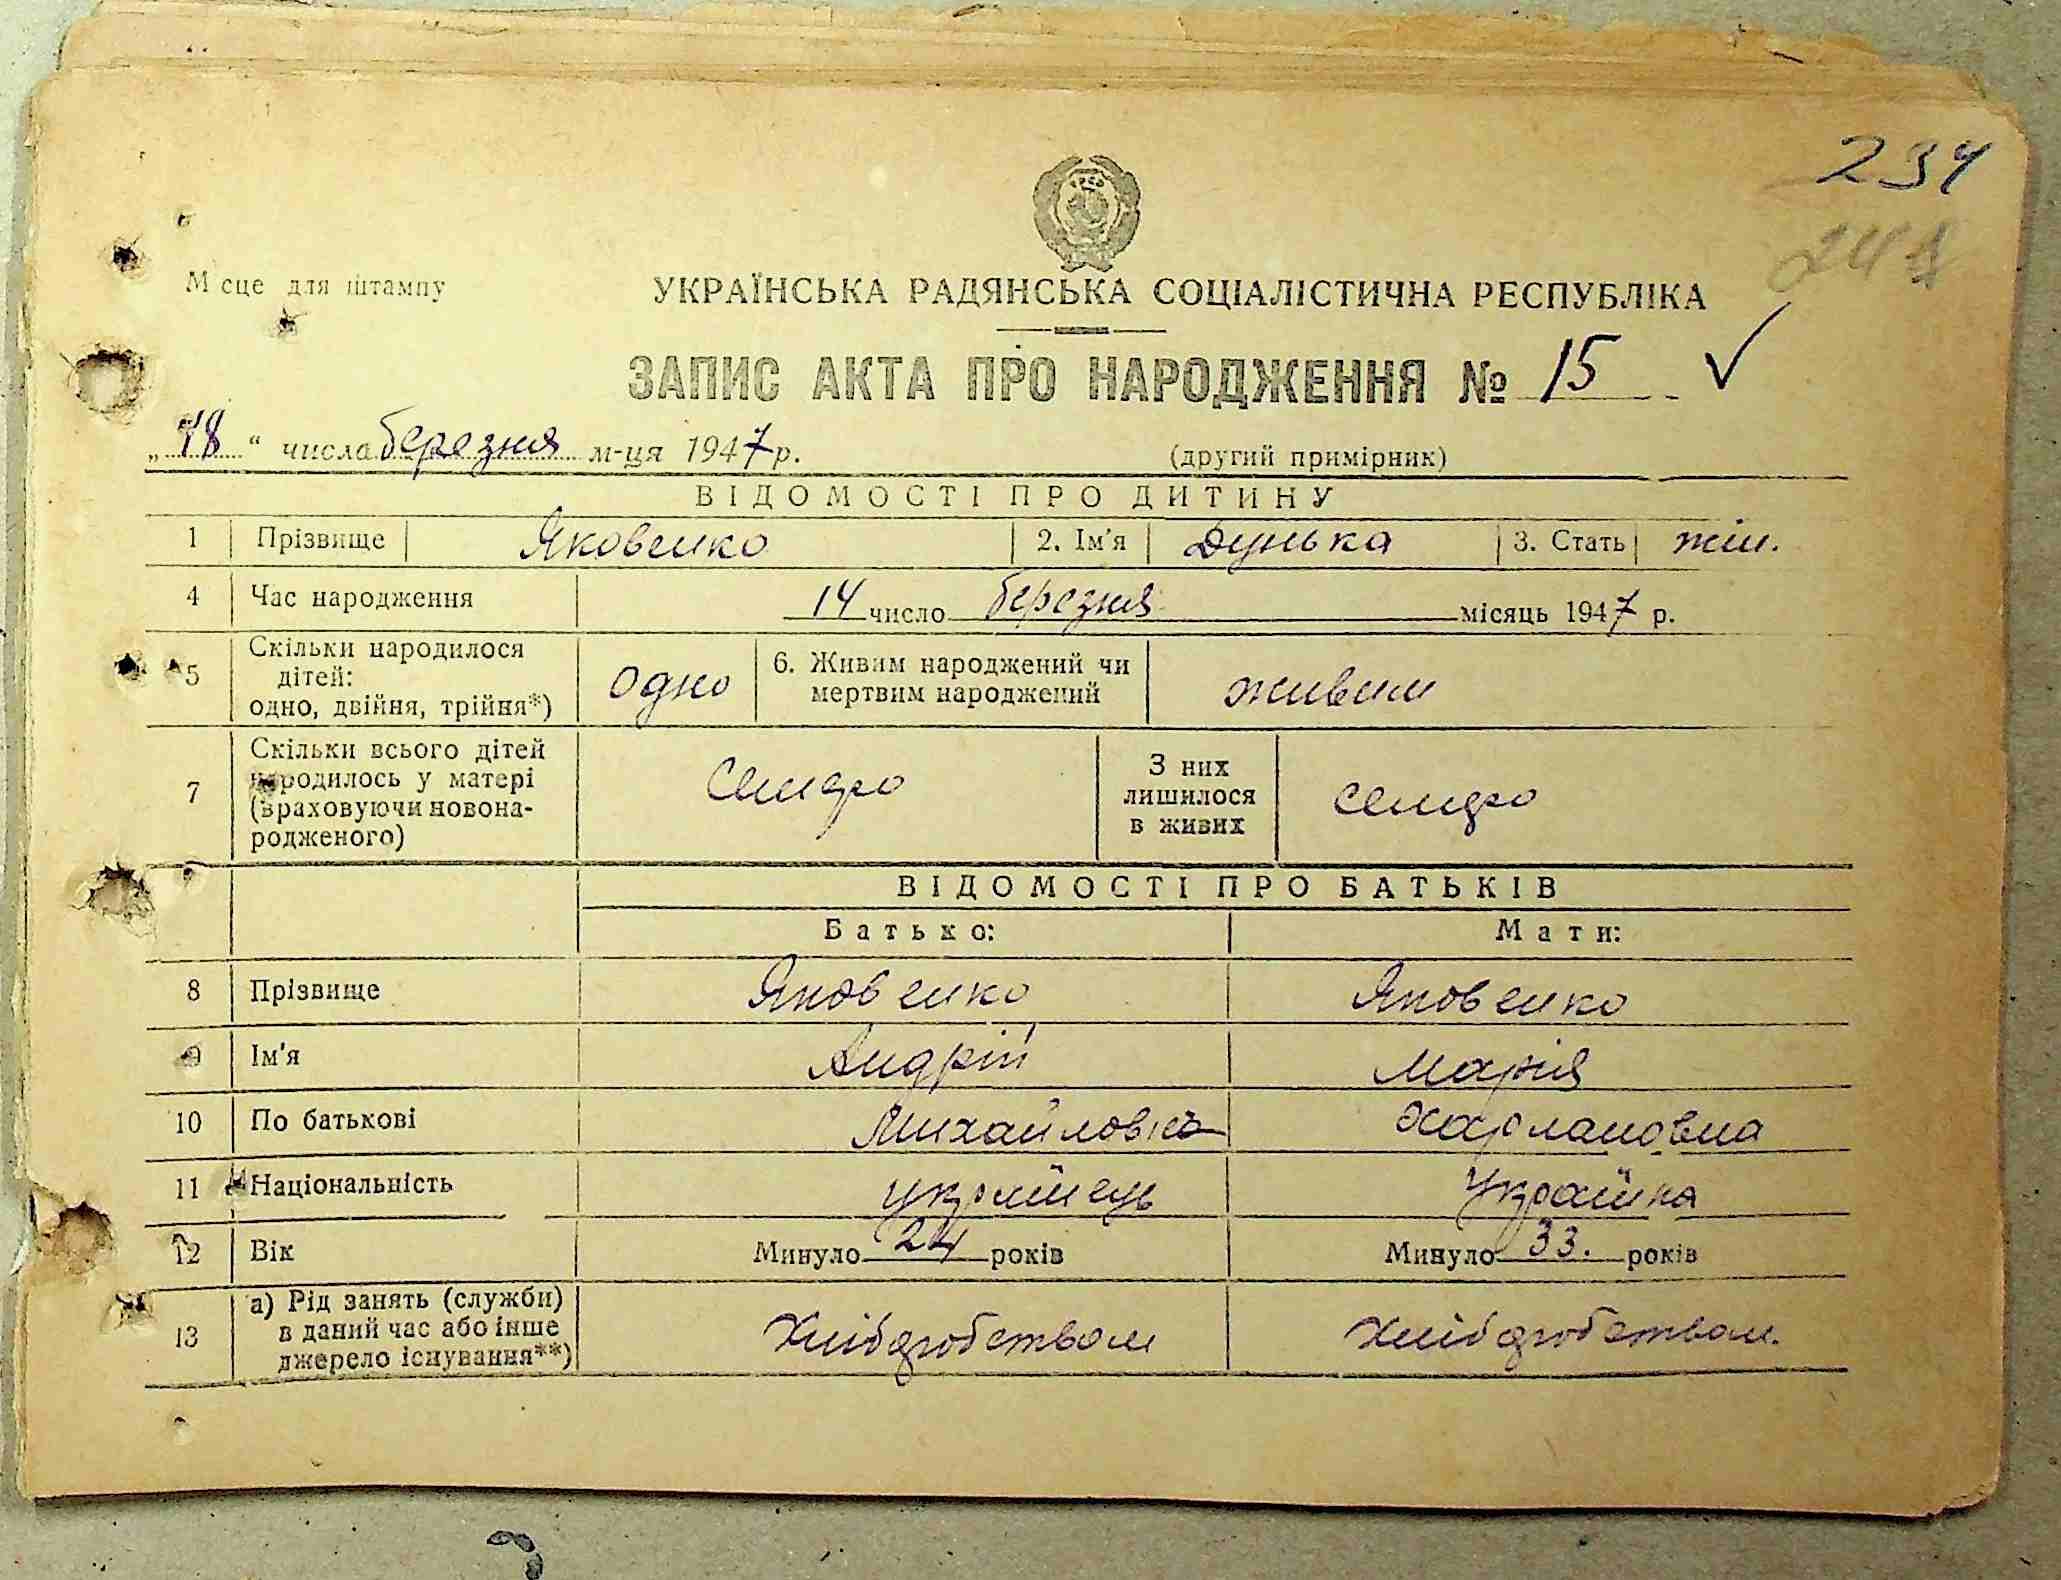 234
244
Місце для штампу
УКРАЇНСЬКА РАДЯНСЬКА СОЦІАЛІСТИЧНА РЕСПУБЛІКА
ЗАПИС АКТА ПРО НАРОДЖЕННЯ № 15
„18“ числа березня м-ця 1947 р. (другий примірник)
ВІДОМОСТІ ПРО ДИТИНУ
1 Прізвище Яковенко 2. Ім'я Дунька 3. Стать жін.
4 Час народження 14 число березня місяць 1947 р.
5 Скільки народилося дітей: одно, двійня, трійня*) одно 6. Живим народжений чи мертвим народжений живим
7 Скільки всього дітей народилось у матері (враховуючи новонародженого) Семеро З них лишилося в живих семеро
ВІДОМОСТІ ПРО БАТЬКІВ
Батько: Мати:
8 Прізвище Яковенко Яковенко
9 Ім'я Андрій Марія
10 По батькові Михайлович Харлановна
11 Національність українець Українка
12 Вік Минуло 24 років Минуло 33. років
13 а) Рід занять (служби) в даний час або інше джерело існування**) Хлібодробством Хлібодробством.